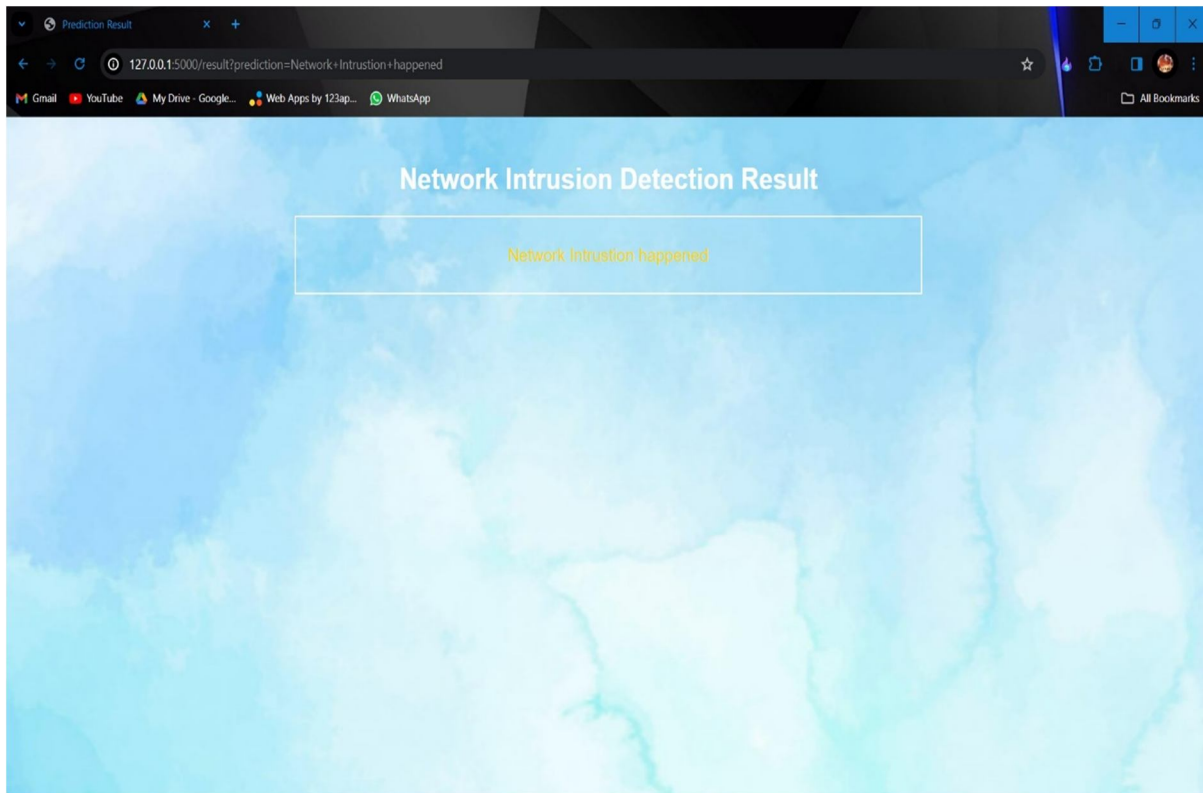 Prediction Result
127.0.0.1:5000/result?prediction=Network+Intrustion+happened
Gmail YouTube My Drive - Google... Web Apps by 123ap... WhatsApp All Bookmarks
Network Intrusion Detection Result
Network Intrustion happened